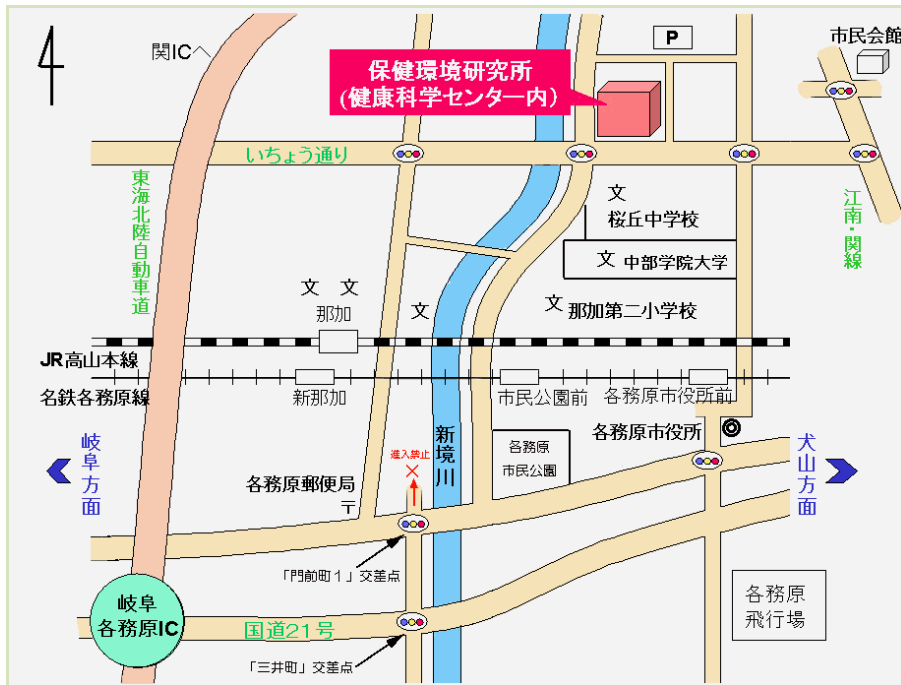 関ICへ
P
市民会館
保健環境研究所
(健康科学センター内)
いちょう通り
東海北陸自動車道
江南・関線
文
桜丘中学校
文 中部学院大学
文 文
那加
文
文 那加第二小学校
JR高山本線
名鉄各務原線
新那加
市民公園前
各務原市役所前
岐阜方面
新境川
進入禁止
各務原
市民公園
各務原市役所
犬山方面
各務原郵便局
〒
「門前町1」交差点
岐阜
各務原IC
国道21号
各務原
飛行場
「三井町」交差点